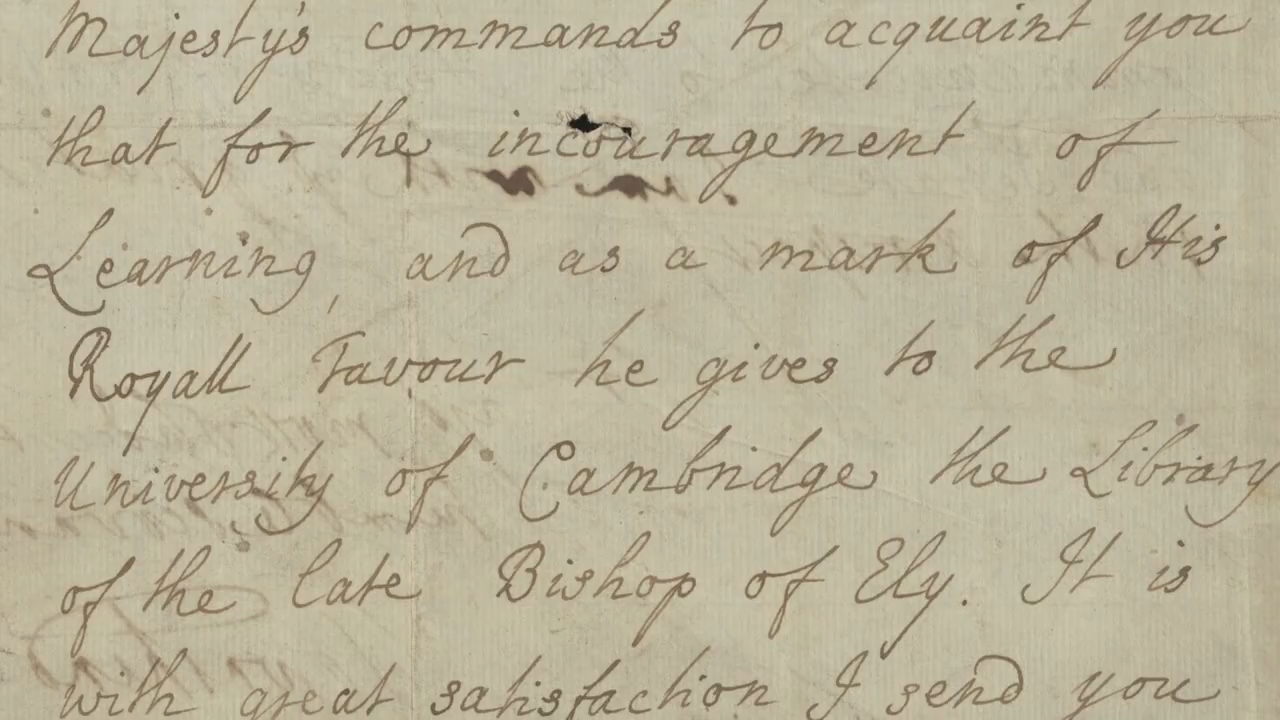 Majesty's commands to acquaint you
that for the incouragement of
Learning, and as a mark of His
Royall Favour he gives to the
University of Cambridge the Library
of the late Bishop of Ely. It is
with great satisfaction I send you